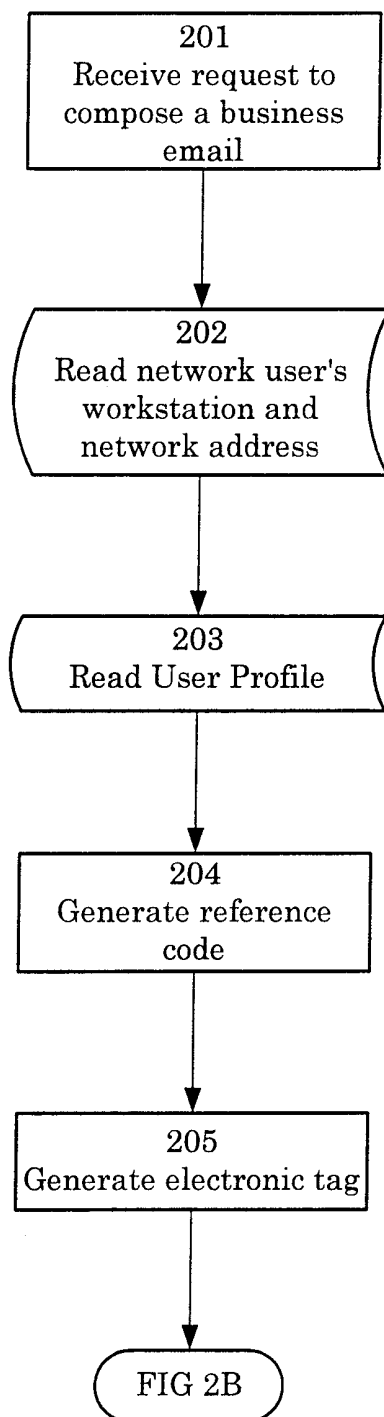 201
Receive request to
compose a business
email
202
Read network user's
workstation and
network address
203
Read User Profile
204
Generate reference
code
205
Generate electronic tag
FIG 2B